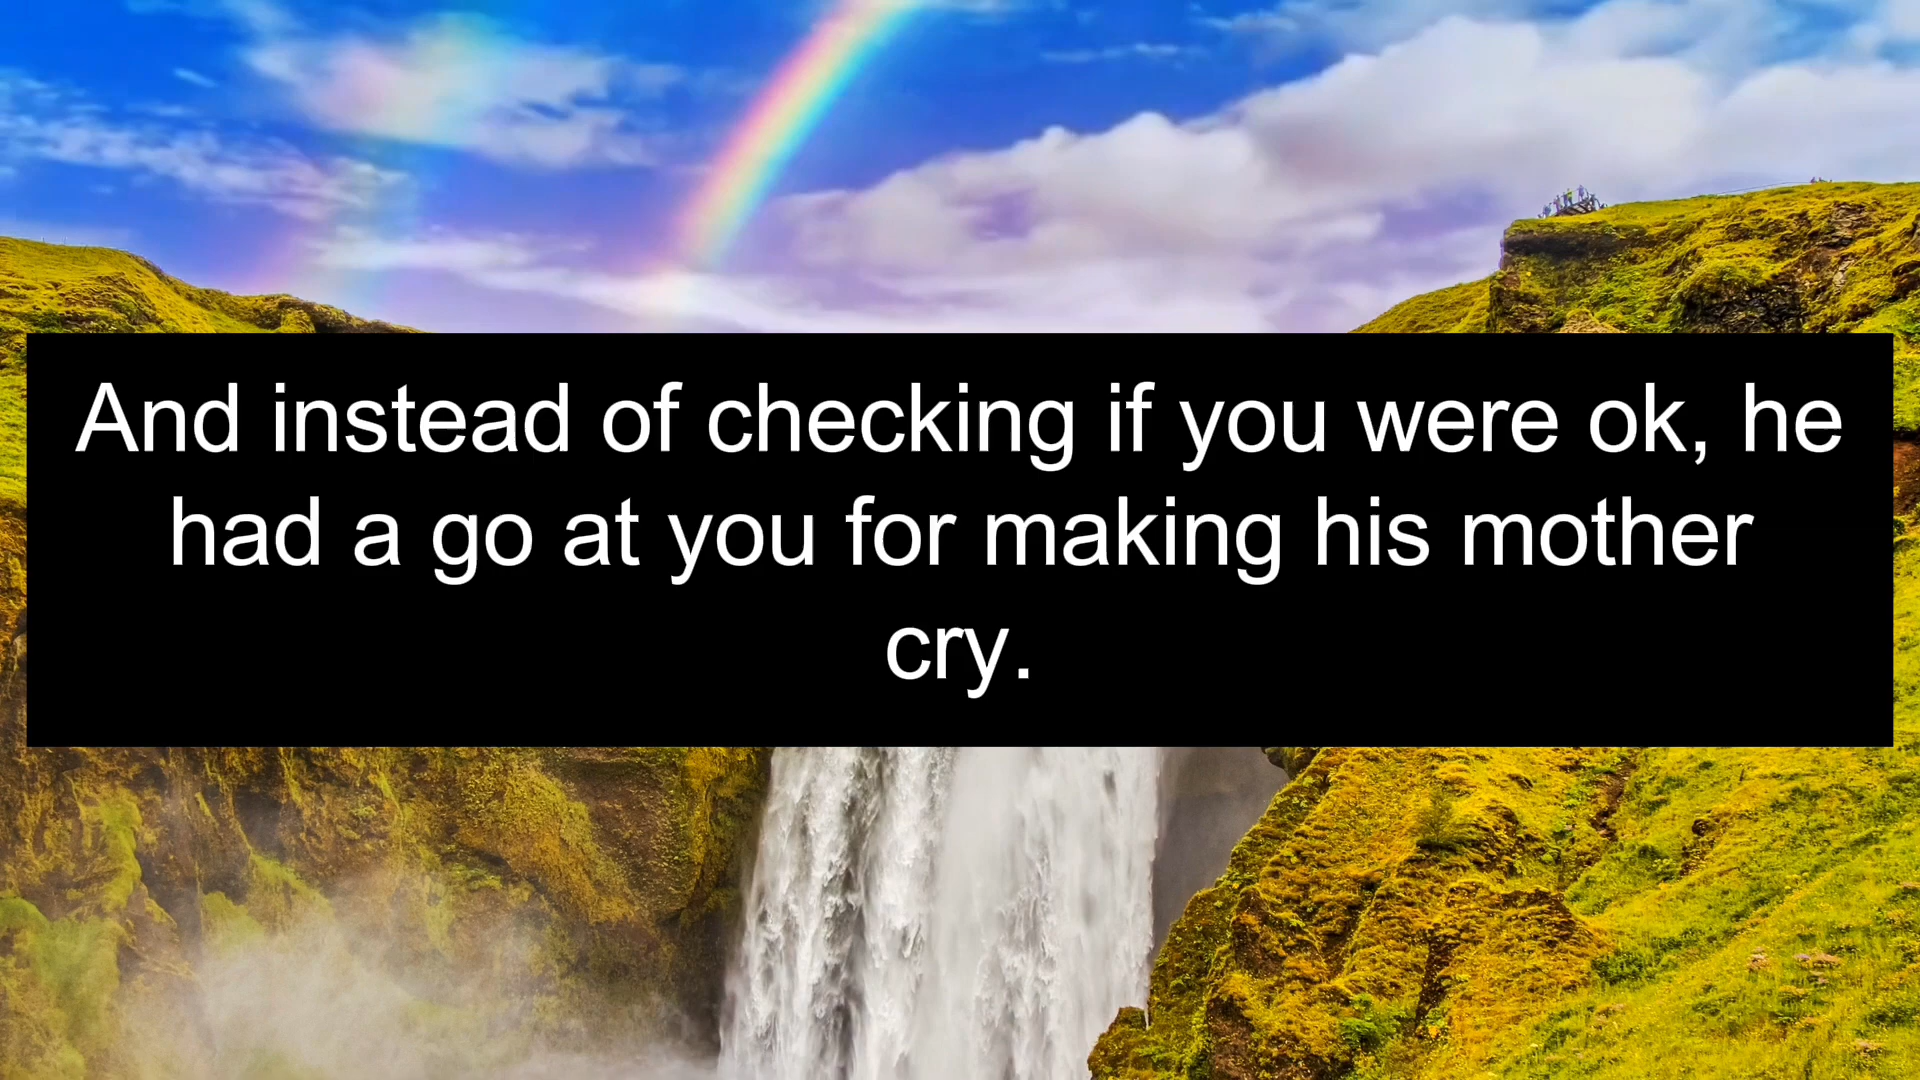 And instead of checking if you were ok, he
had a go at you for making his mother
cry.